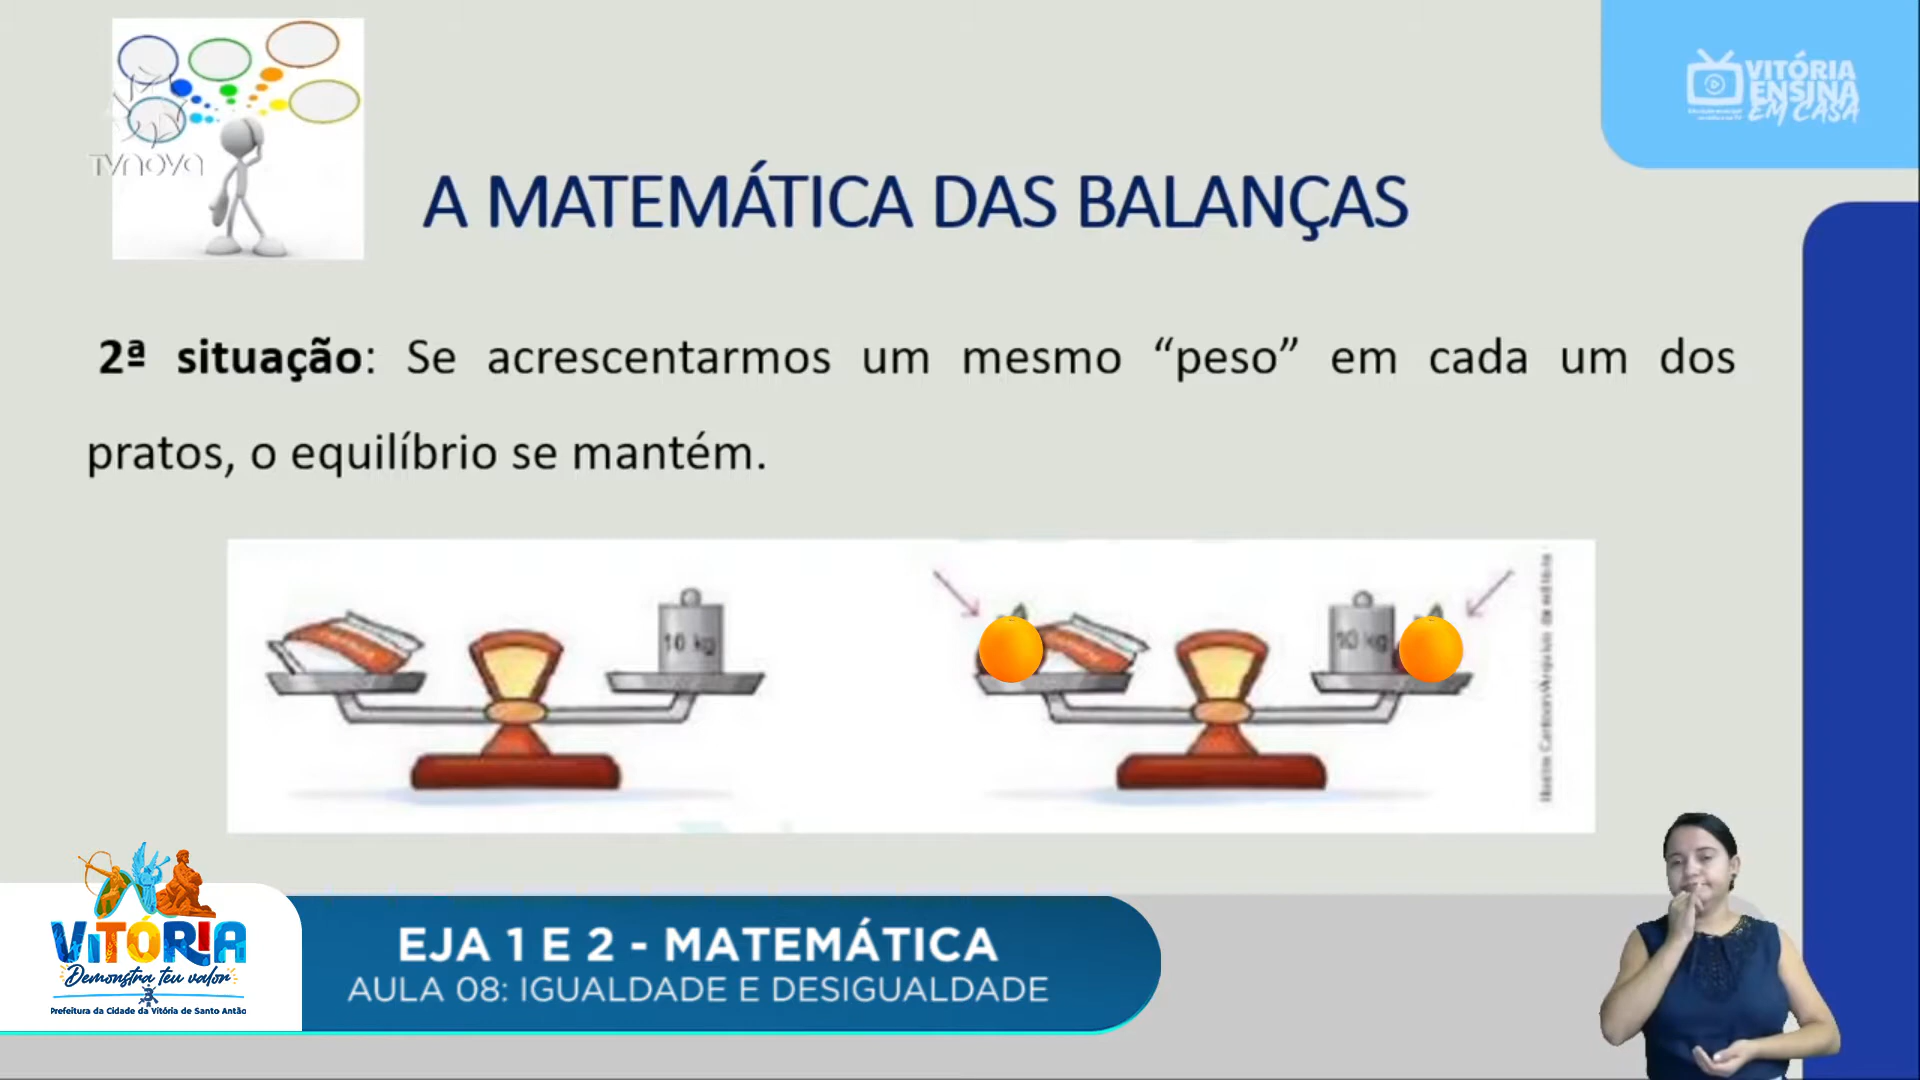 VITÓRIA
ENSINA
EM CASA
TVNOVA
A MATEMÁTICA DAS BALANÇAS
2ª situação: Se acrescentarmos um mesmo “peso” em cada um dos
pratos, o equilíbrio se mantém.
10 kg
10 kg
VITÓRIA
Demonstra teu valor
Prefeitura da Cidade da Vitória de Santo Antão
EJA 1 E 2 - MATEMÁTICA
AULA 08: IGUALDADE E DESIGUALDADE